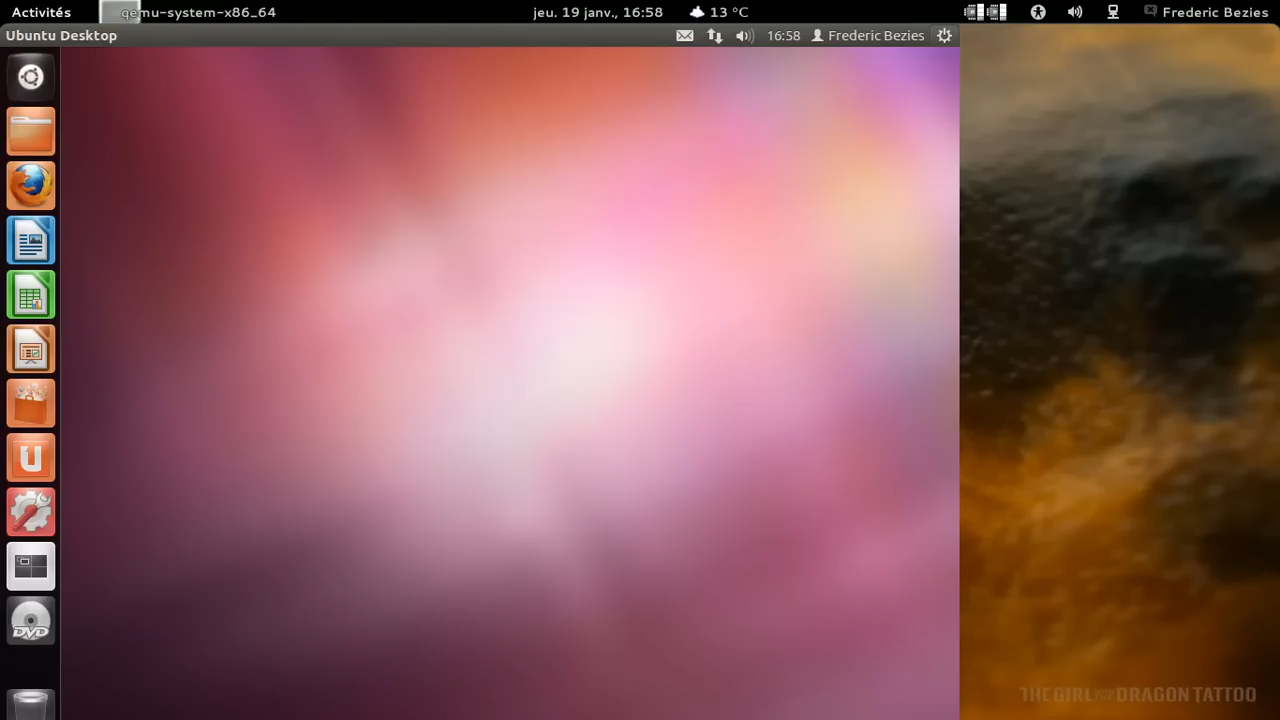 Activités qemu-system-x86_64 jeu. 19 janv., 16:58 13 °C Frederic Bezies
Ubuntu Desktop 16:58 Frederic Bezies
U
DVD
THE GIRL WITH THE DRAGON TATTOO